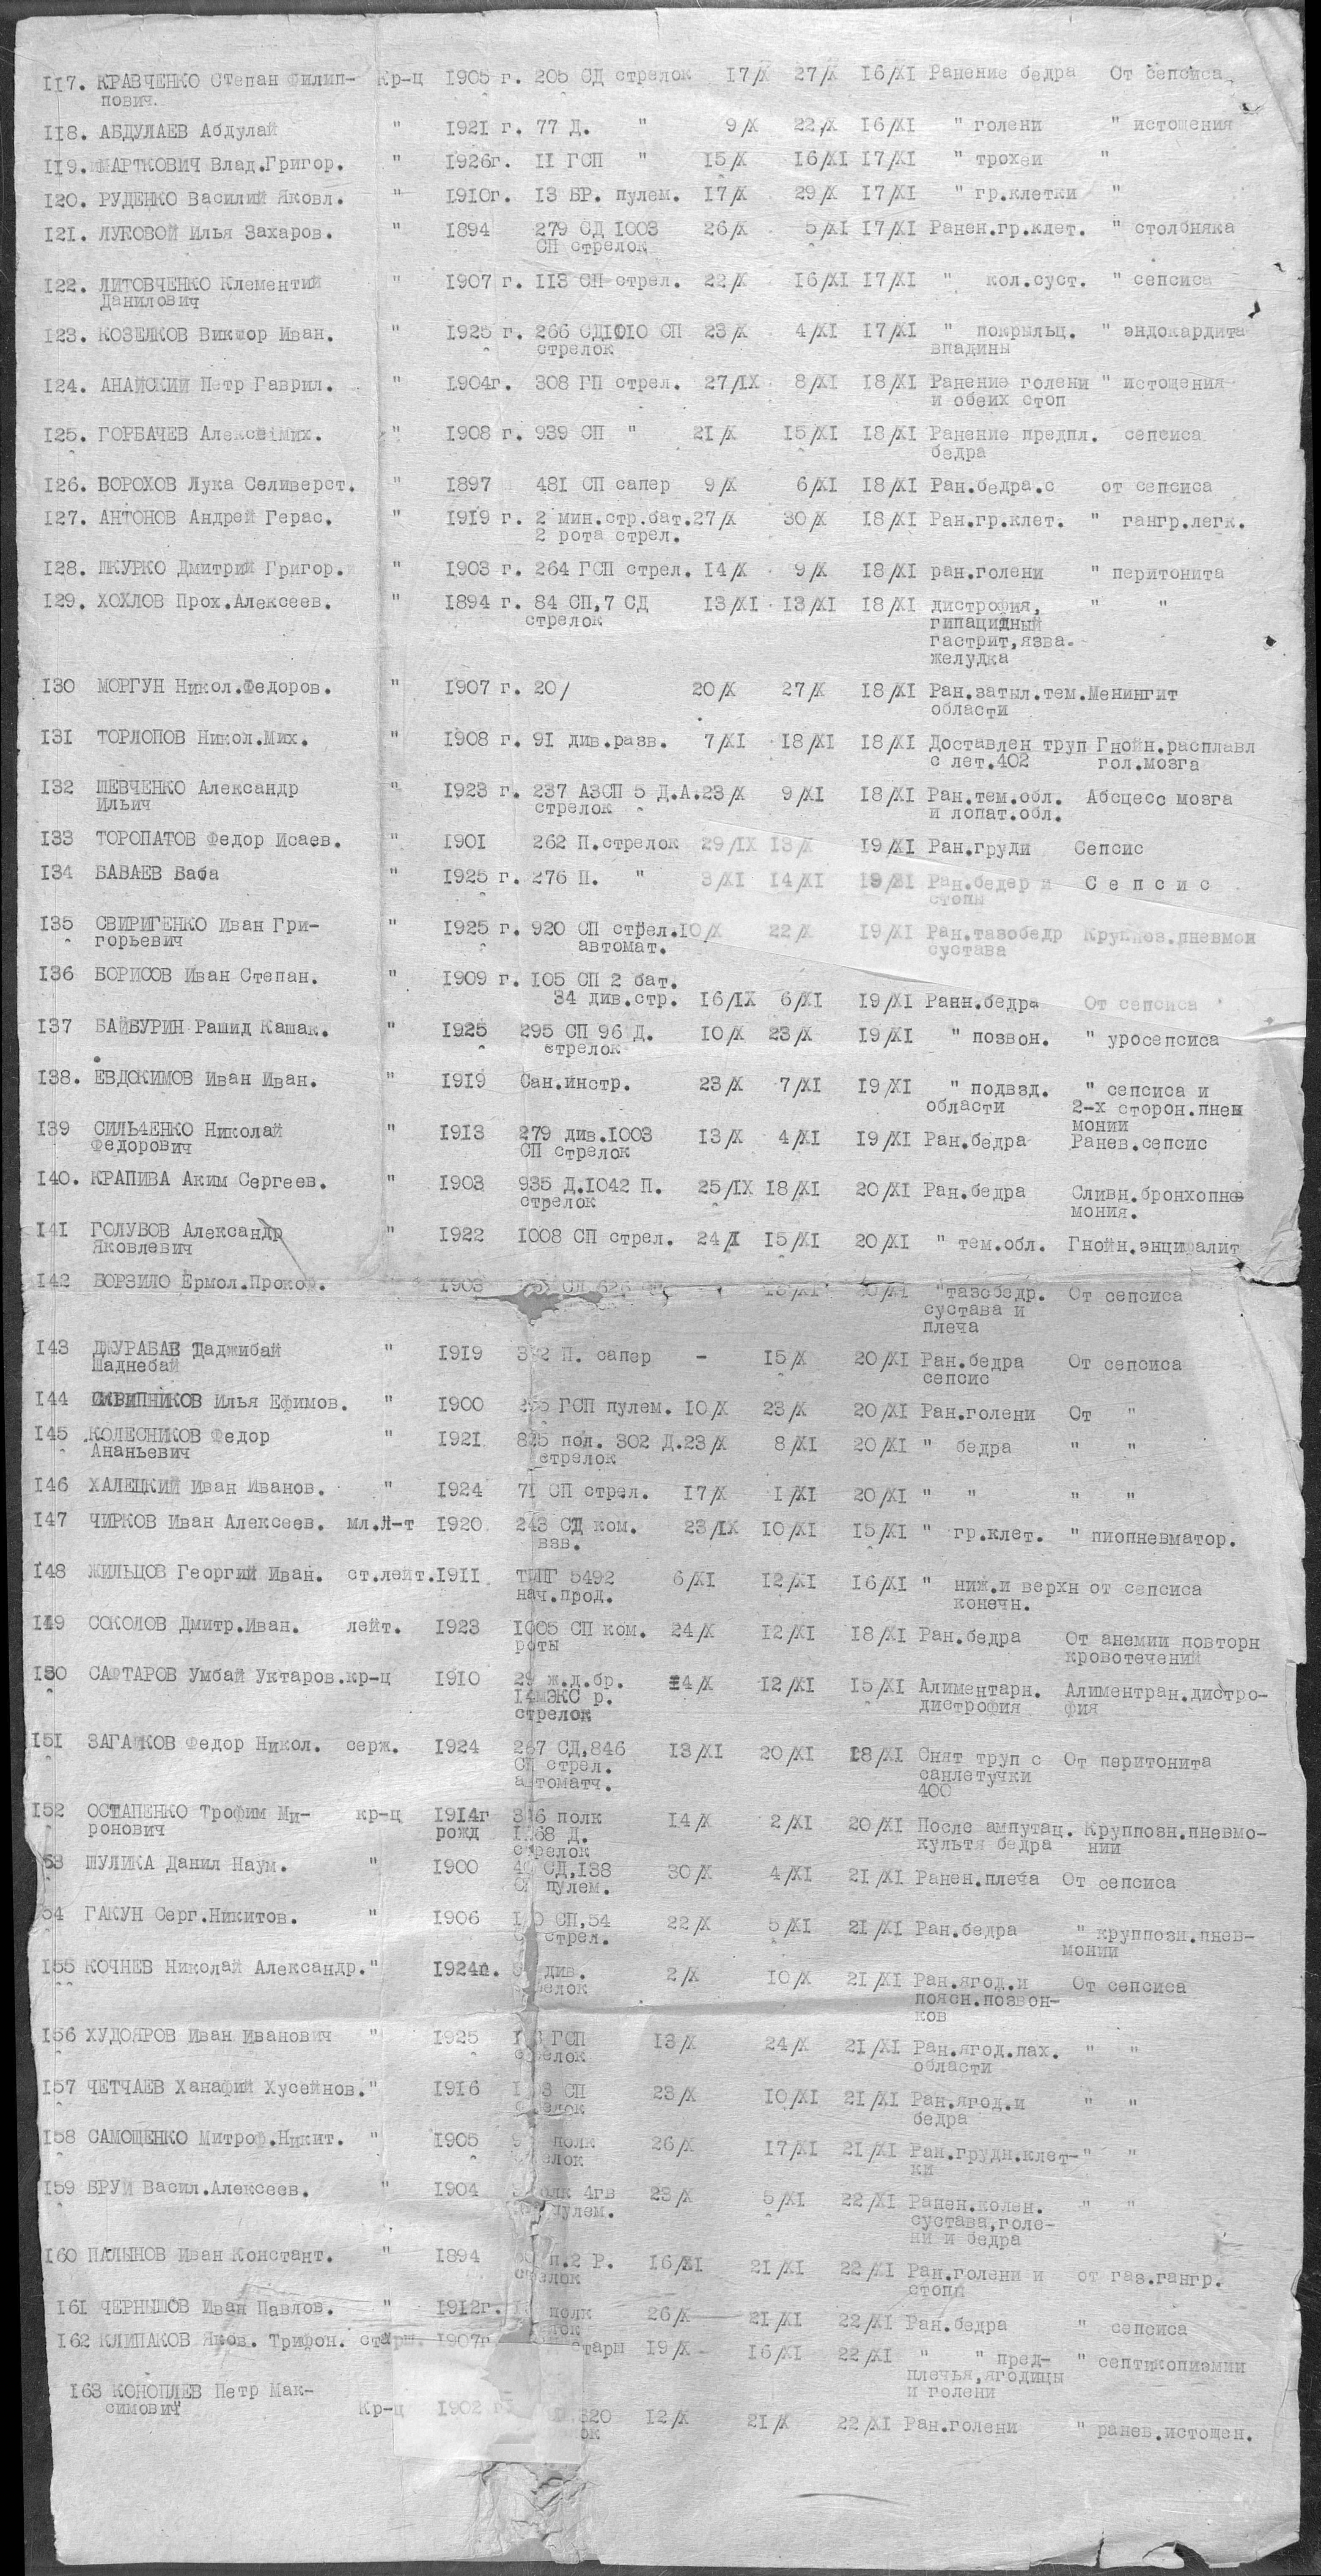 117. КРАВЧЕНКО Степан Филип- Кр-ц 1905 г. 205 СД стрелок 17/X 27/X 16/XI Ранение бедра От сепсиса
пович.
118. АБДУЛАЕВ Абдулай " 1921 г. 77 Д. " 9/X 22/X 16/XI " голени " истощения
119. МАРТКОВИЧ Влад.Григор. " 1926г. 11 ГСП " 15/X 16/XI 17/XI " трохеи "
120. РУДЕНКО Василий Яковл. " 1910г. 13 БР. пулем. 17/X 29/X 17/XI " гр.клетки "
121. ЛУКОВОЙ Илья Захаров. " 1894 279 СД 1003 26/X 5/XI 17/XI Ранен.гр.клет. " столбняка
СП стрелок
122. ЛИТОВЧЕНКО Клементий " 1907 г. 113 СП стрел. 22/X 16/XI 17/XI " кол.суст. " сепсиса
Данилович
123. КОЗЕЛКОВ Виктор Иван. " 1925 г. 266 СД1010 СП 23/X 4/XI 17/XI " покрыльц. " эндокардита
стрелок впадины
124. АНАЙСКИЙ Петр Гаврил. " 1904г. 308 ГП стрел. 27/IX 8/XI 18/XI Ранение голени " истощения
и обеих стоп
125. ГОРБАЧЕВ Алексей Мих. " 1908 г. 939 СП " 21/X 15/XI 18/XI Ранение предпл. сепсиса
бедра
126. ВОРОХОВ Лука Селиверст. " 1897 481 СП сапер 9/X 6/XI 18/XI Ран.бедра.с от сепсиса
127. АНТОНОВ Андрей Герас. " 1919 г. 2 мин.стр.бат.27/X 30/X 18/XI Ран.гр.клет. " гангр.легк.
2 рота стрел.
128. ШКУРКО Дмитрий Григор. " 1903 г. 264 ГСП стрел. 14/X 9/X 18/XI ран.голени " перитонита
129. ХОХЛОВ Прох.Алексеев. " 1894 г. 84 СП,7 СД 13/XI 13/XI 18/XI дистрофия, " "
стрелок гипацидный
гастрит,язва
желудка
130 МОРГУН Никол.Федоров. " 1907 г. 20/ 20/X 27/X 18/XI Ран.затыл.тем.Менингит
области
131 ТОРЛОПОВ Никол.Мих. " 1908 г. 91 див.разв. 7/XI 18/XI 18/XI Доставлен труп Гнойн.расплавл
с лет.402 гол.мозга
132 ШЕВЧЕНКО Александр " 1923 г. 237 АЗСП 5 Д.А.23/X 9/XI 18/XI Ран.тем.обл. Абсцесс мозга
Ильич стрелок и лопат.обл.
133 ТОРОПАТОВ Федор Исаев. " 1901 262 П.стрелок 29/IX 13/X 19/XI Ран.груди Сепсис
134 БАВАЕВ Баба " 1925 г. 276 П. " 3/XI 14/XI 19/XI Ран.бедер и С е п с и с
стопы
135 СВИРИГЕНКО Иван Гри- " 1925 г. 920 СП стрел.10/X 22/X 19/XI Ран.тазобедр Крупноз.пневмон
горьевич автомат. сустава
136 БОРИСОВ Иван Степан. " 1909 г. 105 СП 2 бат.
34 див.стр. 16/IX 6/XI 19/XI Ранн.бедра От сепсиса
137 БАЙБУРИН Рашид Кашак. " 1925 295 СП 96 Д. 10/X 23/X 19/XI " позвон. " уросепсиса
стрелок
138. ЕВДОКИМОВ Иван Иван. " 1919 Сан.инстр. 23/X 7/XI 19/XI " подвзд. " сепсиса и
области 2-х сторон.пнев
монии
139 СИЛЬ4ЕНКО Николай " 1913 279 див.1003 13/X 4/XI 19/XI Ран.бедра Ранев.сепсис
Федорович СП стрелок
140. КРАПИВА Аким Сергеев. " 1903 935 Д.1042 П. 25/IX 18/XI 20/XI Ран.бедра Сливн.бронхопне
стрелок мония.
141 ГОЛУБОВ Александр " 1922 1008 СП стрел. 24/X 15/XI 20/XI " тем.обл. Гнойн.энцифалит
Яковлевич
142 БОРЗИЛО Ермол.Прокоф. 1903 20/XI "тазобедр. От сепсиса
сустава и
плеча
143 ДЖУРАБАЕ Даджибай " 1919 П. сапер - 15/X 20/XI Ран.бедра От сепсиса
Шаднебай сепсис
144 Илья Ефимов. " 1900 ГСП пулем. 10/X 23/X 20/XI Ран.голени От "
145 КОЛЕСНИКОВ Федор " 1921 пол. 302 Д.23/X 8/XI 20/XI " бедра " "
Ананьевич стрелок
146 ХАЛЕЦКИЙ Иван Иванов. " 1924 71 СП стрел. 17/X 1/XI 20/XI " " " "
147 ЧИРКОВ Иван Алексеев. мл.Л-т 1920 243 СД ком. 23/IX 10/XI 15/XI " гр.клет. " пиопневматор.
взв.
148 ЖИЛЬЦОВ Георгий Иван. ст.лейт.1911 ТППГ 5492 6/XI 12/XI 16/XI " ниж.и верхн от сепсиса
нач.прод. конечн.
149 СОКОЛОВ Дмитр.Иван. лейт. 1923 1005 СП ком. 24/X 12/XI 18/XI Ран.бедра От анемии повторн
роты кровотечений
150 САФТАРОВ Умбай Уктаров.кр-ц 1910 29 ж.д.бр. 14/X 12/XI 15/XI Алиментарн. Алиментран.дистро-
р. дистрофия фия
стрелок
151 ЗАГАЙКОВ Федор Никол. серж. 1924 267 СД,846 13/XI 20/XI 18/XI Снят труп с От перитонита
СП стрел. санлетучки
автоматч. 400
152 ОСТАПЕНКО Трофим Ми- кр-ц 1914г полк 14/X 2/XI 20/XI После ампутац. Круппозн.пневмо-
ронович рожд Д. культя бедра нии
стрелок
53 ШУЛИКА Данил Наум. " 1900 СД,138 30/X 4/XI 21/XI Ранен.плеча От сепсиса
пулем.
54 ГАКУН Серг.Никитов. " 1906 СП,54 22/X 5/XI 21/XI Ран.бедра " круппозн.пнев-
стрел. монии
155 КОЧНЕВ Николай Александр." 1924г. див. 2/X 10/X 21/XI Ран.ягод.и От сепсиса
стрелок поясн.позвон-
ков
156 ХУДОЯРОВ Иван Иванович " 1925 ГСП 13/X 24/X 21/XI Ран.ягод.пах. " "
стрелок области
157 ЧЕТЧАЕВ Ханафий Хусейнов." 1916 СП 23/X 10/XI 21/XI Ран.ягод.и " "
бедра
158 САМОЩЕНКО Митроф.Никит. " 1905 полк 26/X 17/XI 21/XI Ран.грудн.клет-" "
ки
159 БРУЙ Васил.Алексеев. " 1904 4гв 23/X 5/XI 22/XI Ранен.колен. " "
пулем. сустава,голе-
ни и бедра
160 ПАЛЫНОВ Иван Констант. " 1894 п.2 Р. 16/XI 21/XI 22/XI Ран.голени и от газ.гангр.
стопы
161 ЧЕРНЫШОВ Иван Павлов. " 1912г. полк 26/X 21/XI 22/XI Ран.бедра " сепсиса
162 КЛИПАКОВ Яков. Трифон. старш. 1907г 19/X 16/XI 22/XI " " пред- " септикопизмии
плечья,ягодицы
и голени
163 КОНОПЛЕВ Петр Мак-
симович Кр-ц 1902 12/X 21/X 22/XI Ран.голени " ранев.истощен.